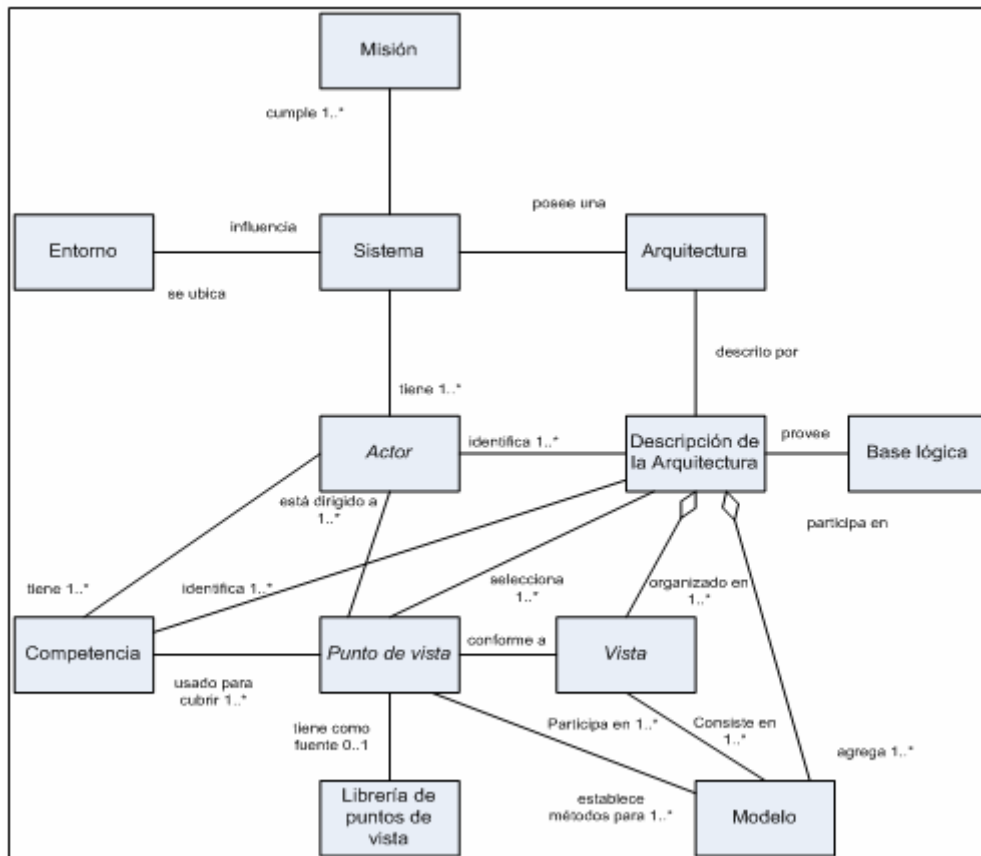 Misión
cumple 1..*
posee una
influencia
Entorno
Sistema
Arquitectura
se ubica
descrito por
tiene 1..*
Actor
identifica 1..*
Descripción de
la Arquitectura
provee
Base lógica
está dirigido a
1..*
participa en
tiene 1..*
identifica 1..*
selecciona
1..*
organizado en
1..*
Competencia
Punto de vista
conforme a
Vista
usado para
cubrir 1..*
tiene como
fuente 0..1
Participa en 1..*
Consiste en
1..*
agrega 1..*
Librería de
puntos de
vista
establece
métodos para 1..*
Modelo